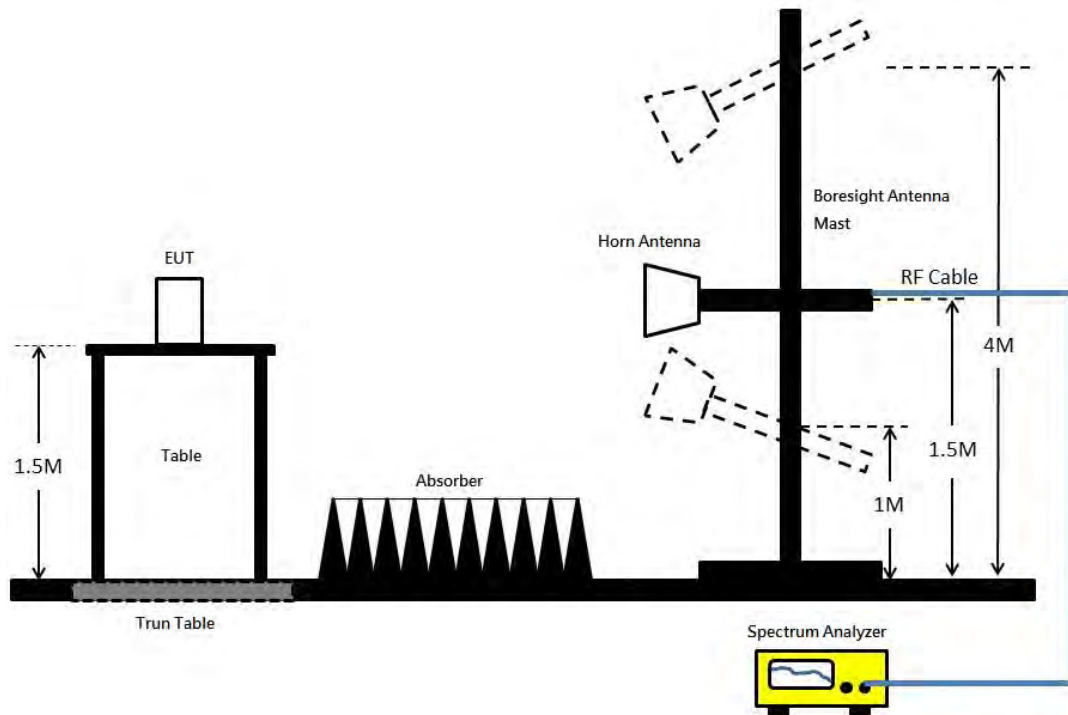 Boresight Antenna
Mast
Horn Antenna
EUT
RF Cable
4M
1.5M
Table
1.5M
Absorber
1M
Trun Table
Spectrum Analyzer